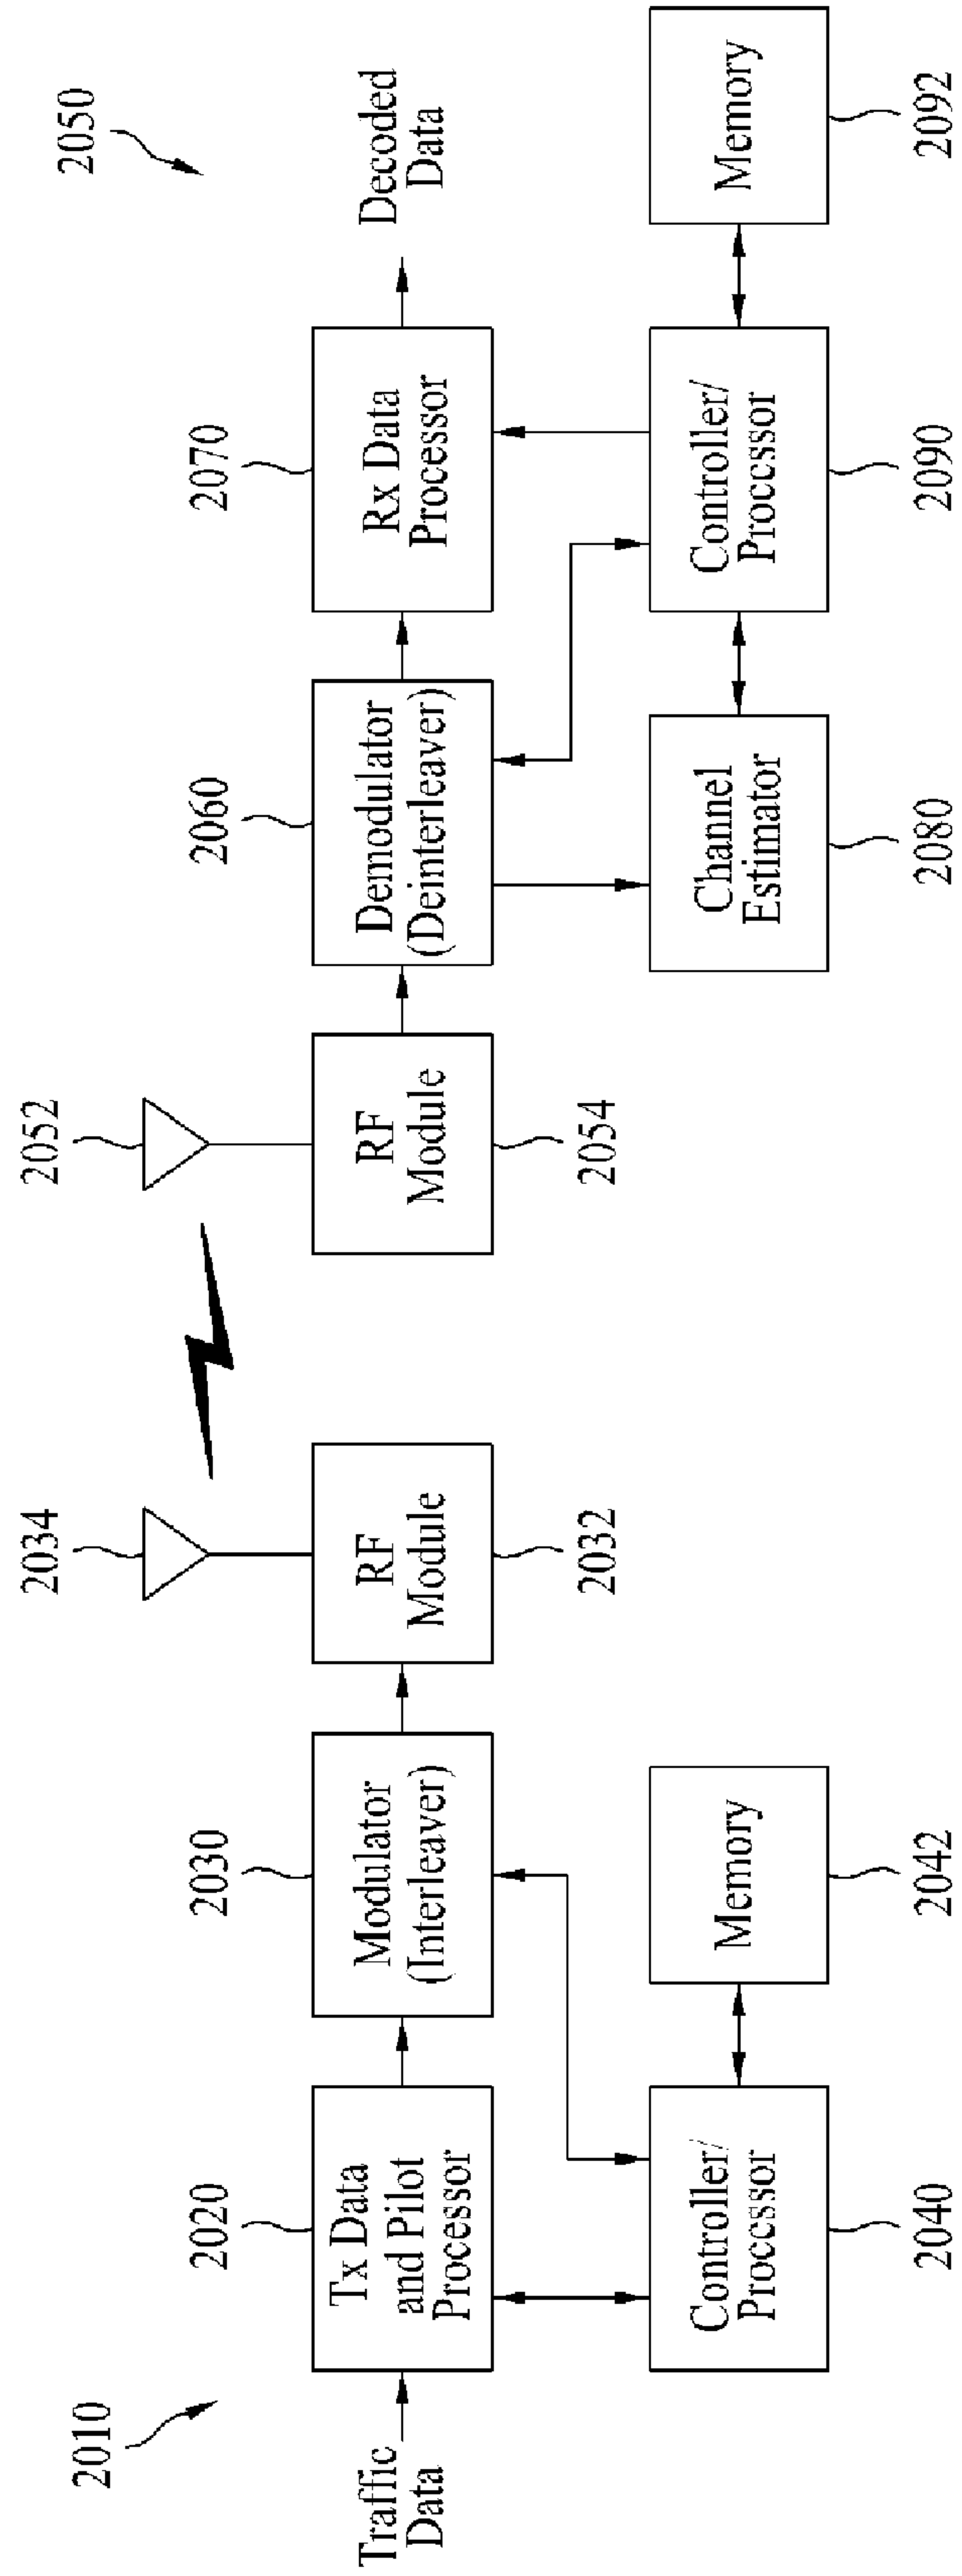 2034
2052
2010
2050
2020
2030
2060
2070
Traffic
Data
Tx Data
and Pilot
Processor
Modulator
(Interleaver)
RF
Module
RF
Module
Demodulator
(Deinterleaver)
Rx Data
Processor
Decoded
Data
2032
2054
Controller/
Processor
Memory
Channel
Estimator
Controller/
Processor
Memory
2040
2042
2080
2090
2092